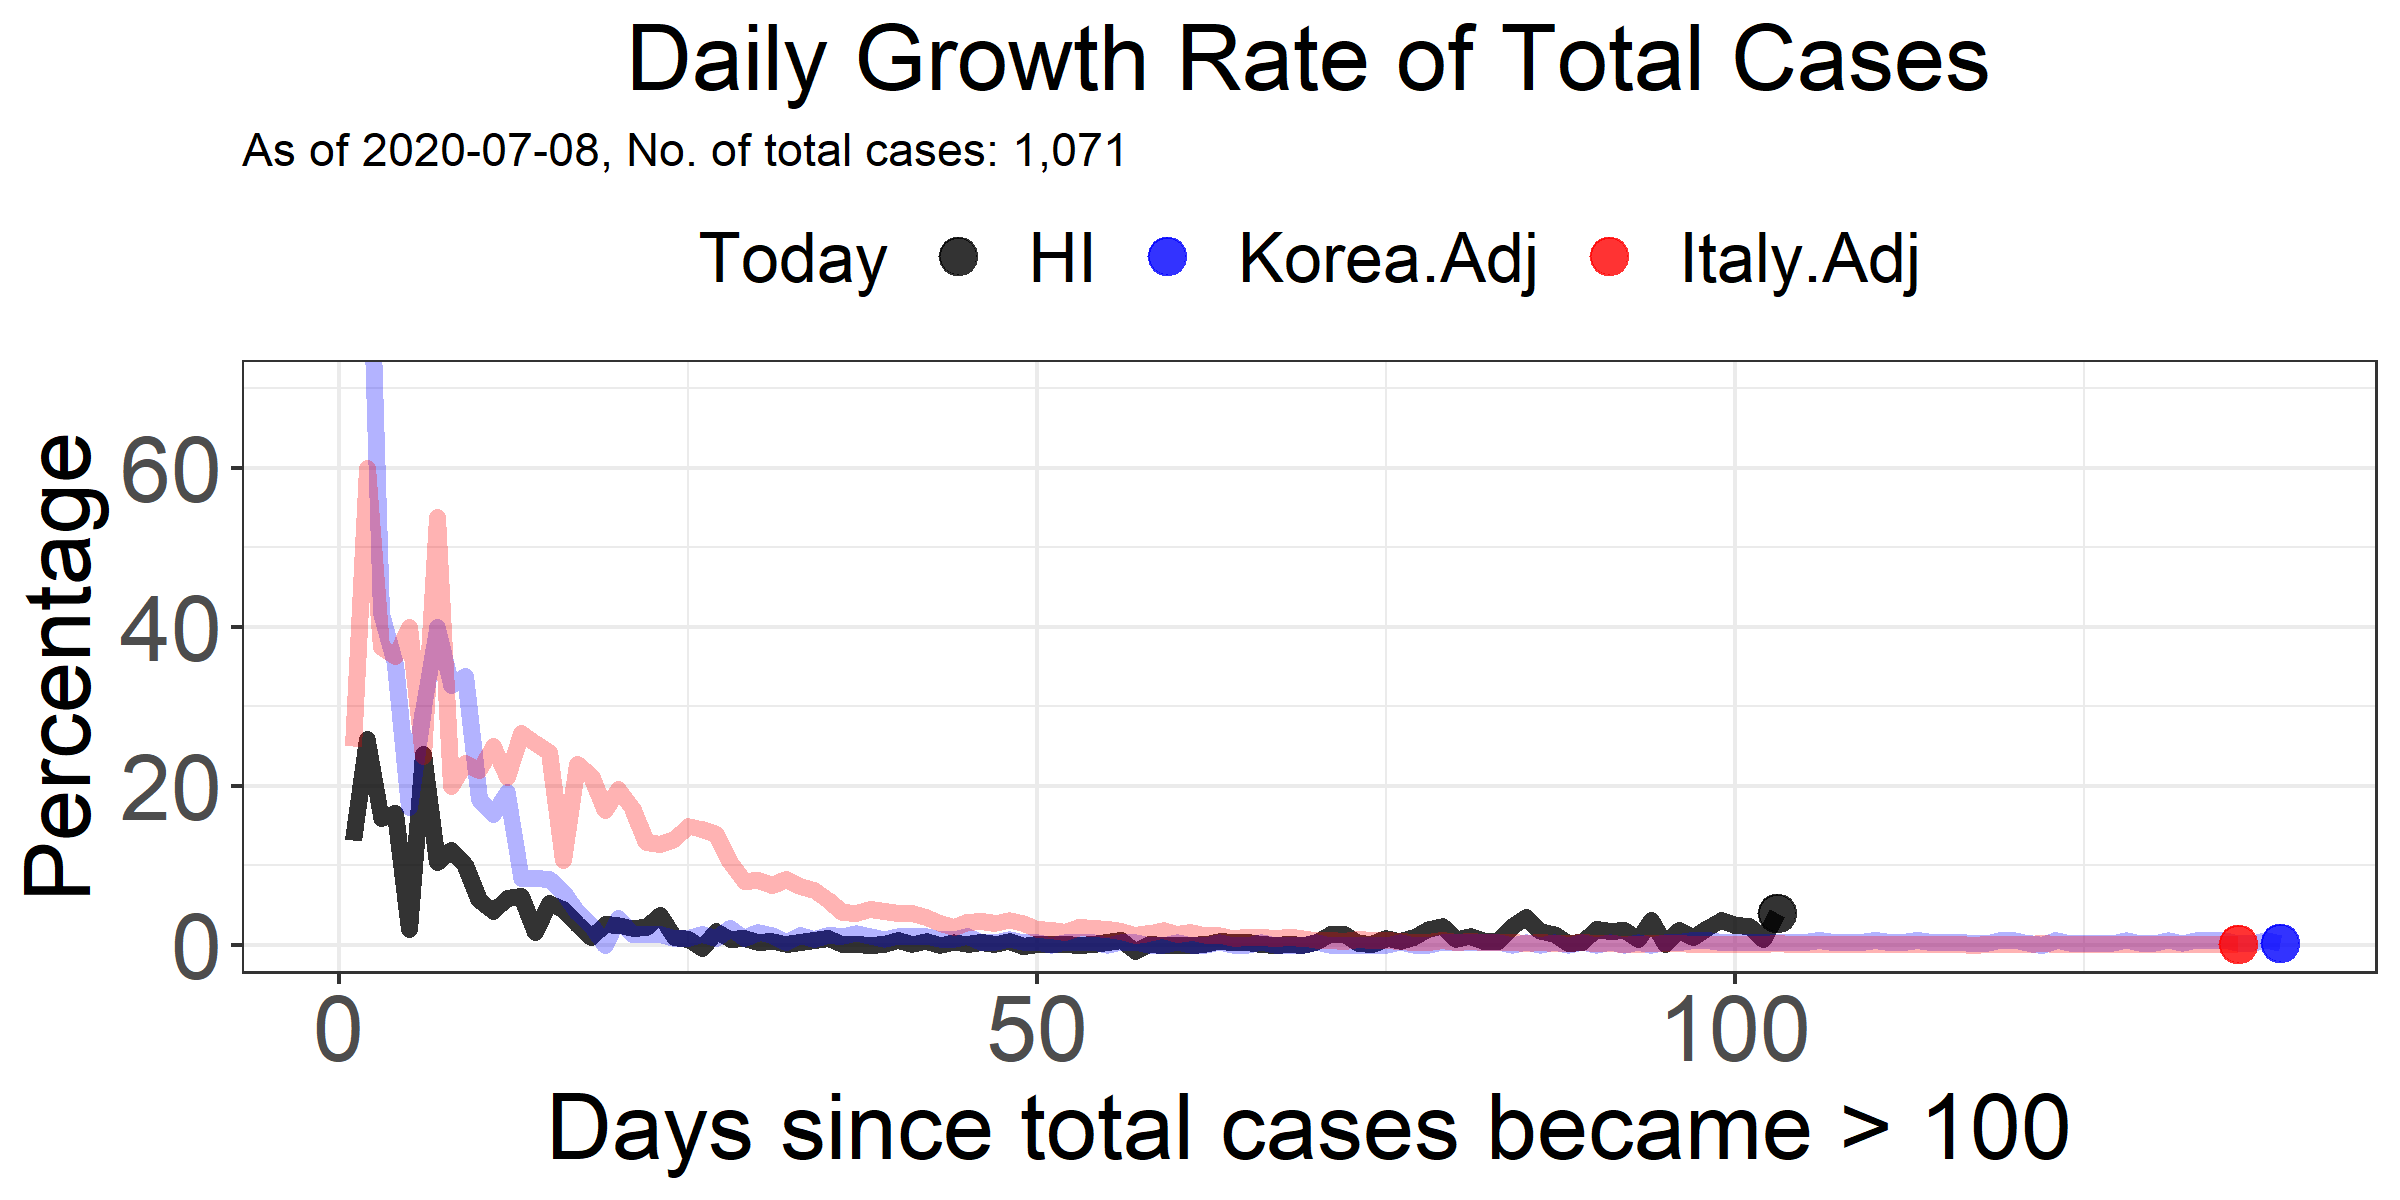 Daily Growth Rate of Total Cases
As of 2020-07-08, No. of total cases: 1,071
Today HI Korea.Adj Italy.Adj
Percentage
60
40
20
0
0 50 100
Days since total cases became > 100